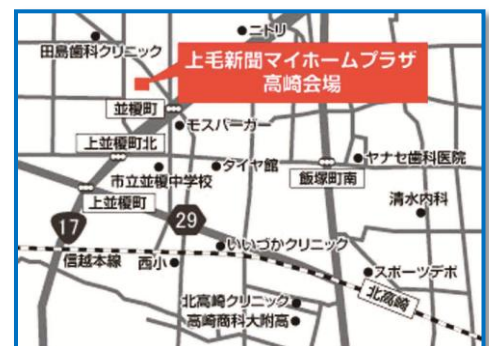 ニトリ
田島歯科クリニック
上毛新聞マイホームプラザ
高崎会場
並榎町
モスバーガー
上並榎町北
タイヤ館
ヤナセ歯科医院
市立並榎中学校
飯塚町南
上並榎町
清水内科
17
29
いいづかクリニック
信越本線
西小
スポーツデポ
北高崎
北高崎クリニック
高崎商科大附高